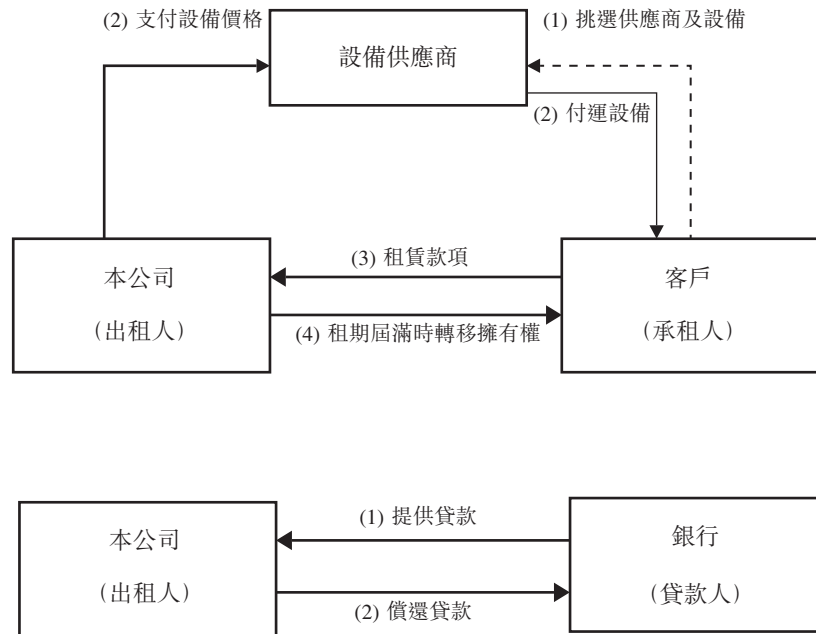 (2) 支付設備價格
(1) 挑選供應商及設備
設備供應商
(2) 付運設備
本公司
(出租人)
(3) 租賃款項
(4) 租期屆滿時轉移擁有權
客戶
(承租人)
本公司
(出租人)
(1) 提供貸款
(2) 償還貸款
銀行
(貸款人)